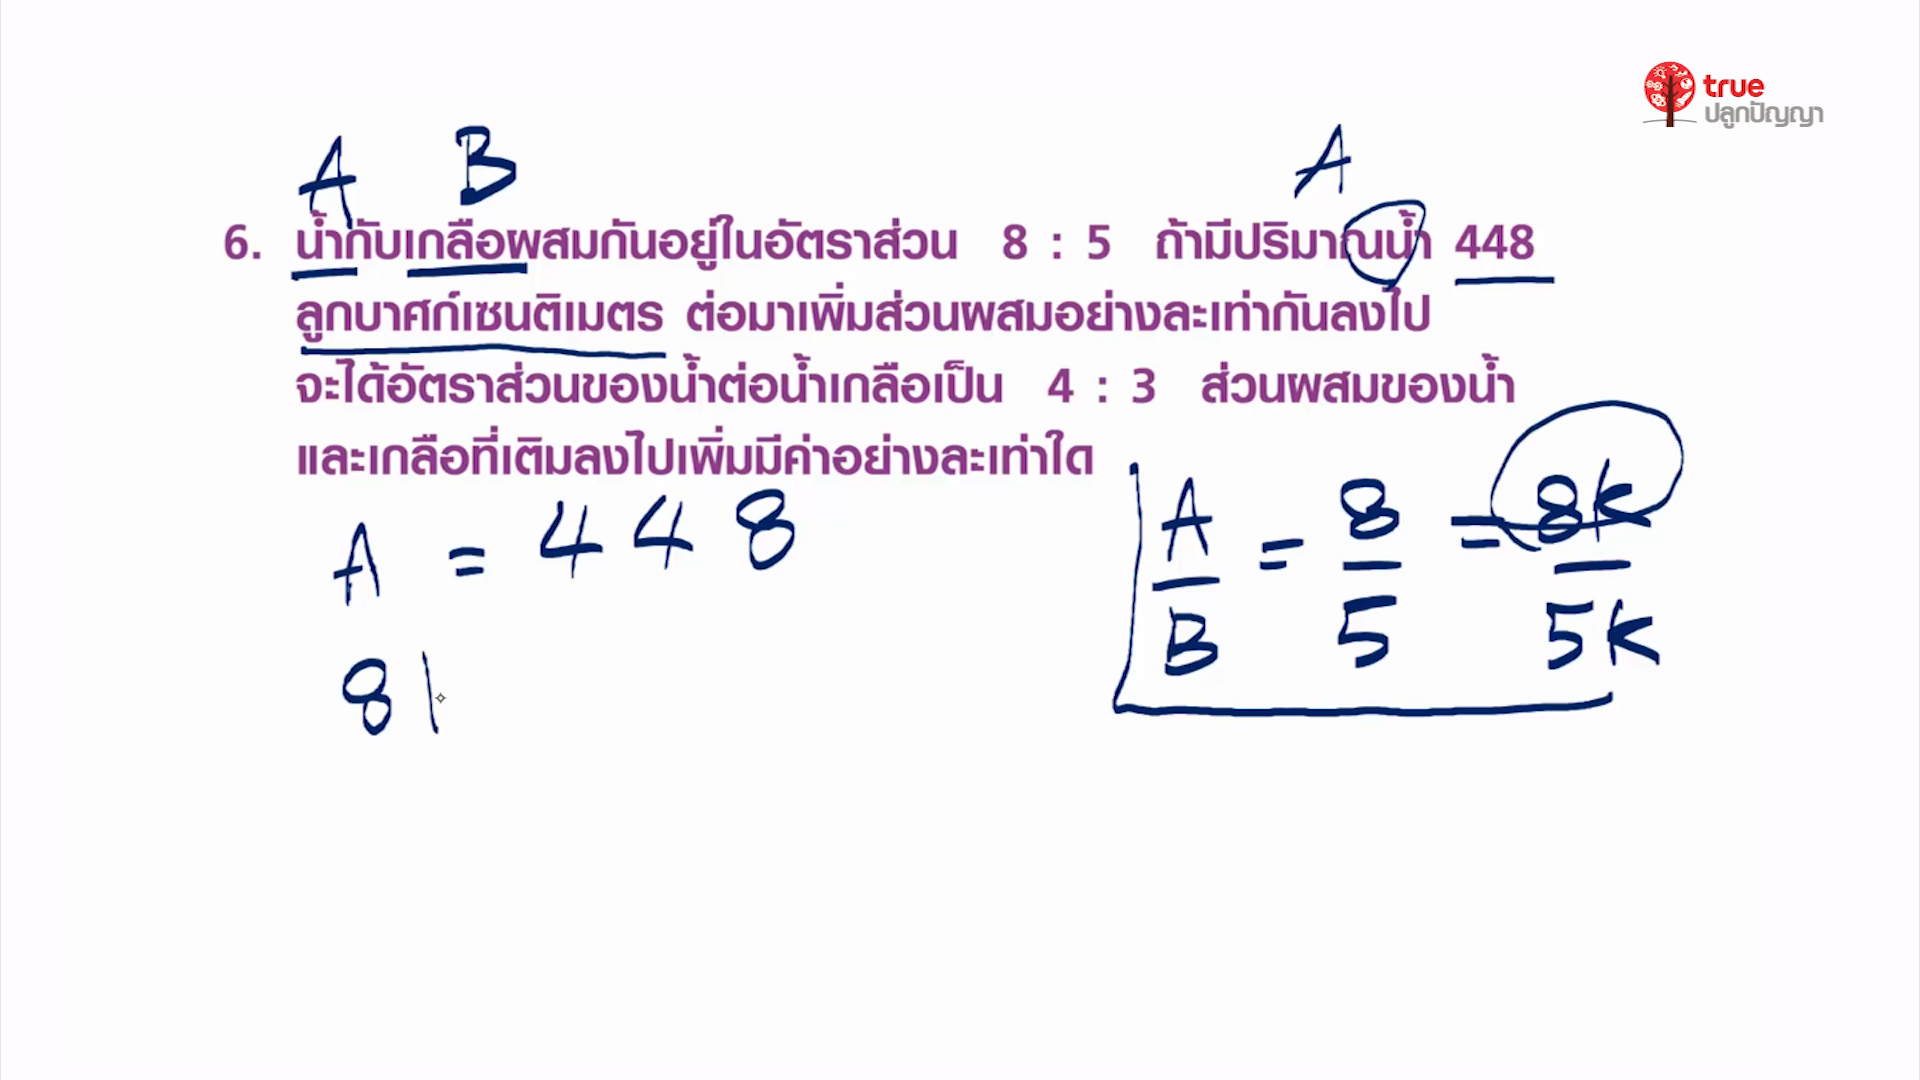 true
ปลูกปัญญา
A B A
6. น้ำกับเกลือผสมกันอยู่ในอัตราส่วน 8 : 5 ถ้ามีปริมาณน้ำ 448
ลูกบาศก์เซนติเมตร ต่อมาเพิ่มส่วนผสมอย่างละเท่ากันลงไป
จะได้อัตราส่วนของน้ำต่อน้ำเกลือเป็น 4 : 3 ส่วนผสมของน้ำ
และเกลือที่เติมลงไปเพิ่มมีค่าอย่างละเท่าใด
A = 448
A/B = 8/5 = 8K/5K
8